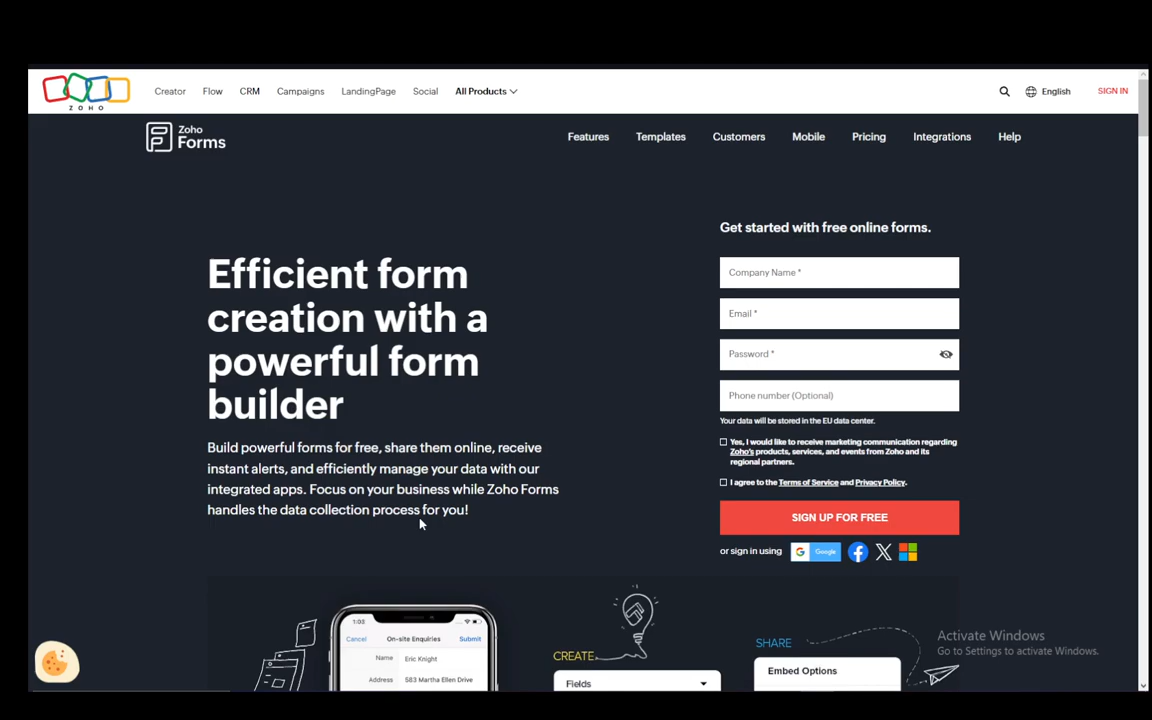 ZOHO
Creator Flow CRM Campaigns LandingPage Social All Products English SIGN IN
Zoho
Forms
Features Templates Customers Mobile Pricing Integrations Help
Get started with free online forms.
Efficient form
creation with a
powerful form
builder
Build powerful forms for free, share them online, receive
instant alerts, and efficiently manage your data with our
integrated apps. Focus on your business while Zoho Forms
handles the data collection process for you!
Company Name *
Email *
Password *
Phone number (Optional)
Your data will be stored in the EU data center.
Yes, I would like to receive marketing communication regarding
Zoho's products, services, and events from Zoho and its
regional partners.
I agree to the Terms of Service and Privacy Policy.
SIGN UP FOR FREE
or sign in using G Google
1:03
Cancel On-site Enquiries Submit
Name Eric Knight
Address 583 Martha Ellen Drive
CREATE
Fields
SHARE
Embed Options
Activate Windows
Go to Settings to activate Windows.